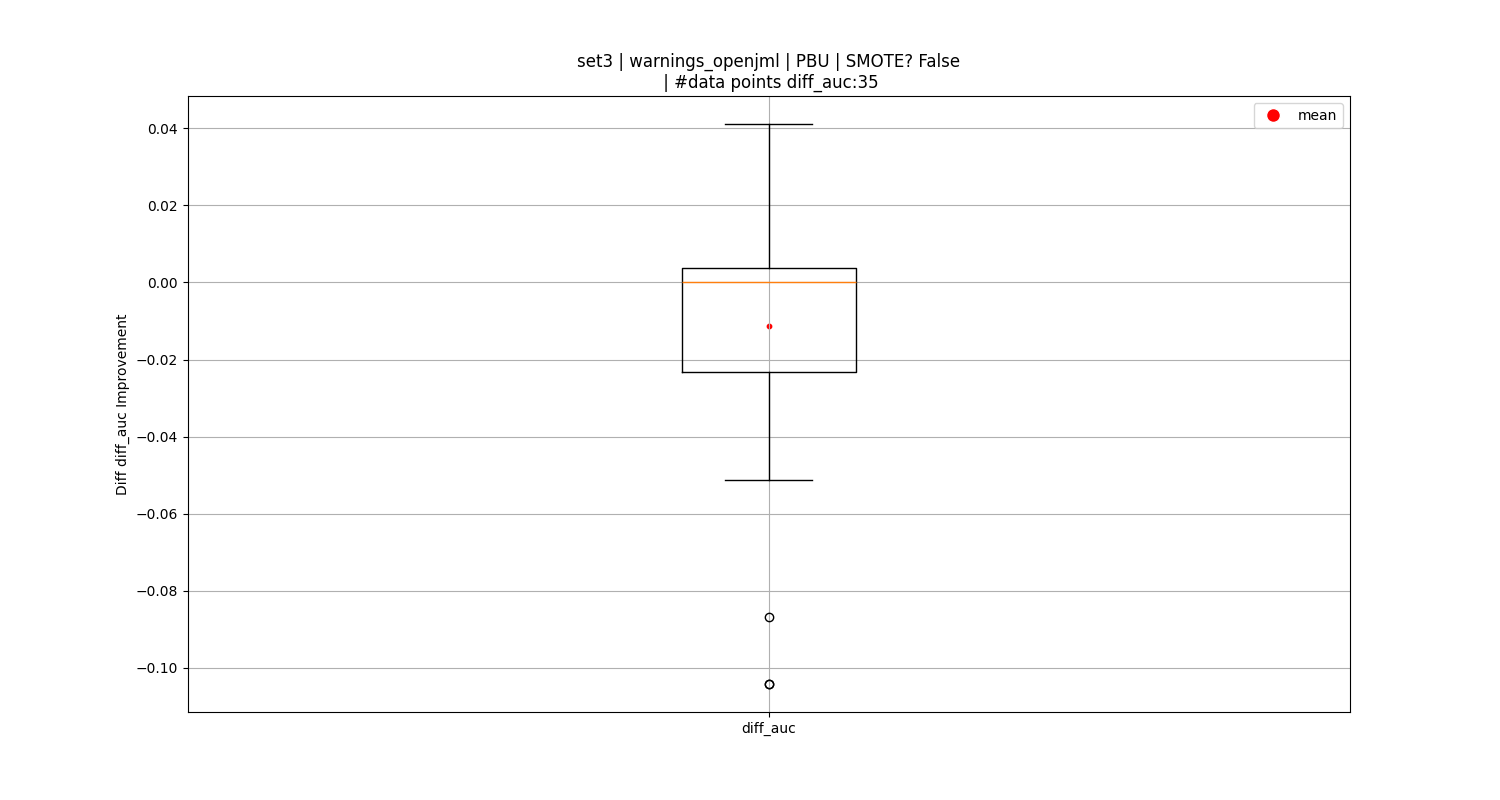 set3 | warnings_openjml | PBU | SMOTE? False
| #data points diff_auc:35
mean
0.04
0.02
0.00
−0.02
−0.04
−0.06
−0.08
−0.10
Diff diff_auc Improvement
diff_auc